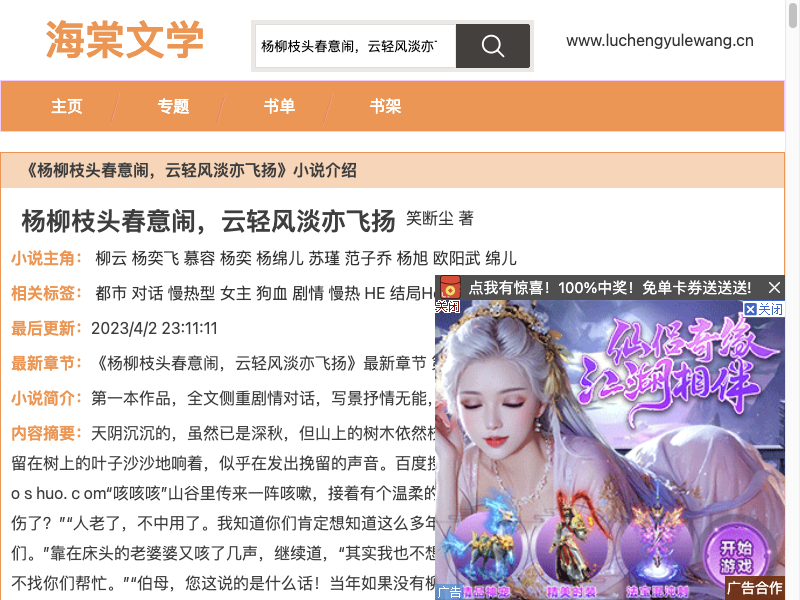 海棠文学
杨柳枝头春意闹，云轻风淡亦飞
www.luchengyulewang.cn
主页 专题 书单 书架
《杨柳枝头春意闹，云轻风淡亦飞扬》小说介绍
杨柳枝头春意闹，云轻风淡亦飞扬 笑断尘 著
小说主角： 柳云 杨奕飞 慕容 杨奕 杨绵儿 苏瑾 范子乔 杨旭 欧阳武 绵儿
相关标签： 都市 对话 慢热型 女主 狗血 剧情 慢热 HE 结局H
最后更新：2023/4/2 23:11:11
最新章节：《杨柳枝头春意闹，云轻风淡亦飞扬》最新章节
小说简介：第一本作品，全文侧重剧情对话，写景抒情无能，
内容摘要：天阴沉沉的，虽然已是深秋，但山上的树木依然
留在树上的叶子沙沙地响着，似乎在发出挽留的声音。百度
o s huo. c om“咳咳咳”山谷里传来一阵咳嗽，接着有个温柔的
伤了？”“人老了，不中用了。我知道你们肯定想知道这么多年
们。”靠在床头的老婆婆又咳了几声，继续道，“其实我也不想
不找你们帮忙。”“伯母，您这说的是什么话！当年如果没有
点我有惊喜！100%中奖！免单卡券送送送!
关闭
关闭
仙侣奇缘
江湖相伴
开始
游戏
广告
精品神宠 精美时装 法宝
广告合作